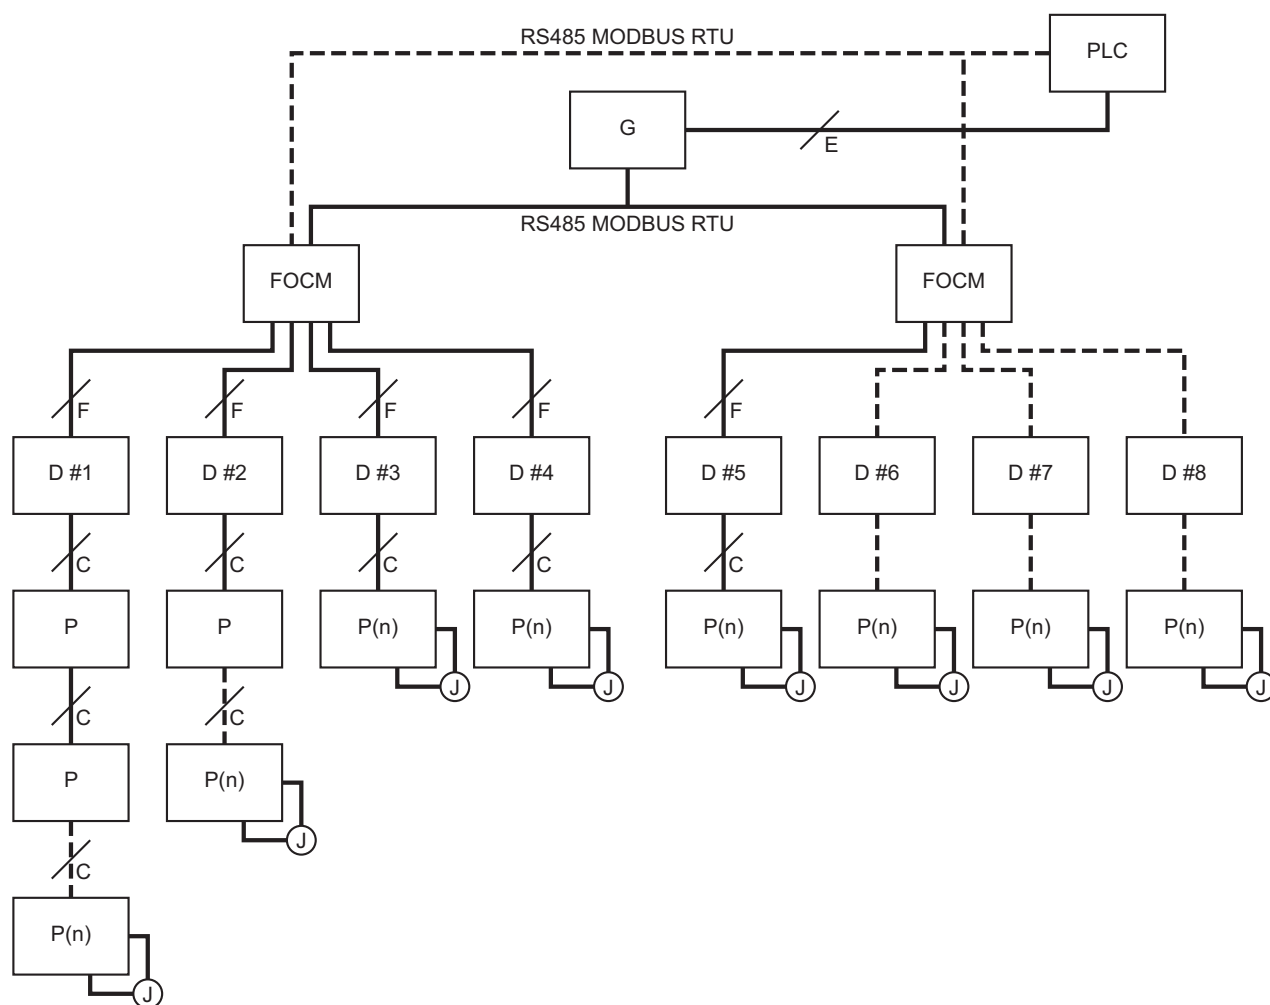 RS485 MODBUS RTU
PLC
G
E
RS485 MODBUS RTU
FOCM
FOCM
F
F
F
F
F
D #1
D #2
D #3
D #4
D #5
D #6
D #7
D #8
C
C
C
C
C
P
P
P(n)
P(n)
P(n)
P(n)
P(n)
P(n)
J
J
J
J
J
J
C
C
P
P(n)
J
C
P(n)
J